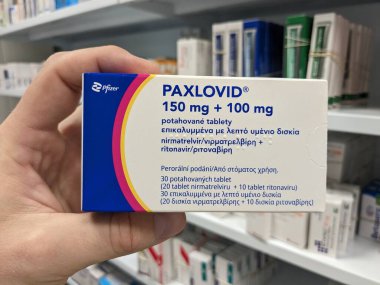 Pfizer
PAXLOVID®
150 mg + 100 mg
potahované tablety
επικαλυμμένα με λεπτό υμένιο δισκία
nirmatrelvir/νιρματρελβίρη +
ritonavir/ριτοναβίρη
Perorální podání/Από στόματος χρήση.
30 potahovaných tablet
(20 tablet nirmatrelviru + 10 tablet ritonaviru)
30 επικαλυμμένα με λεπτό υμένιο δισκία
(20 δισκία νιρματρελβίρης + 10 δισκία ριτοναβίρης)